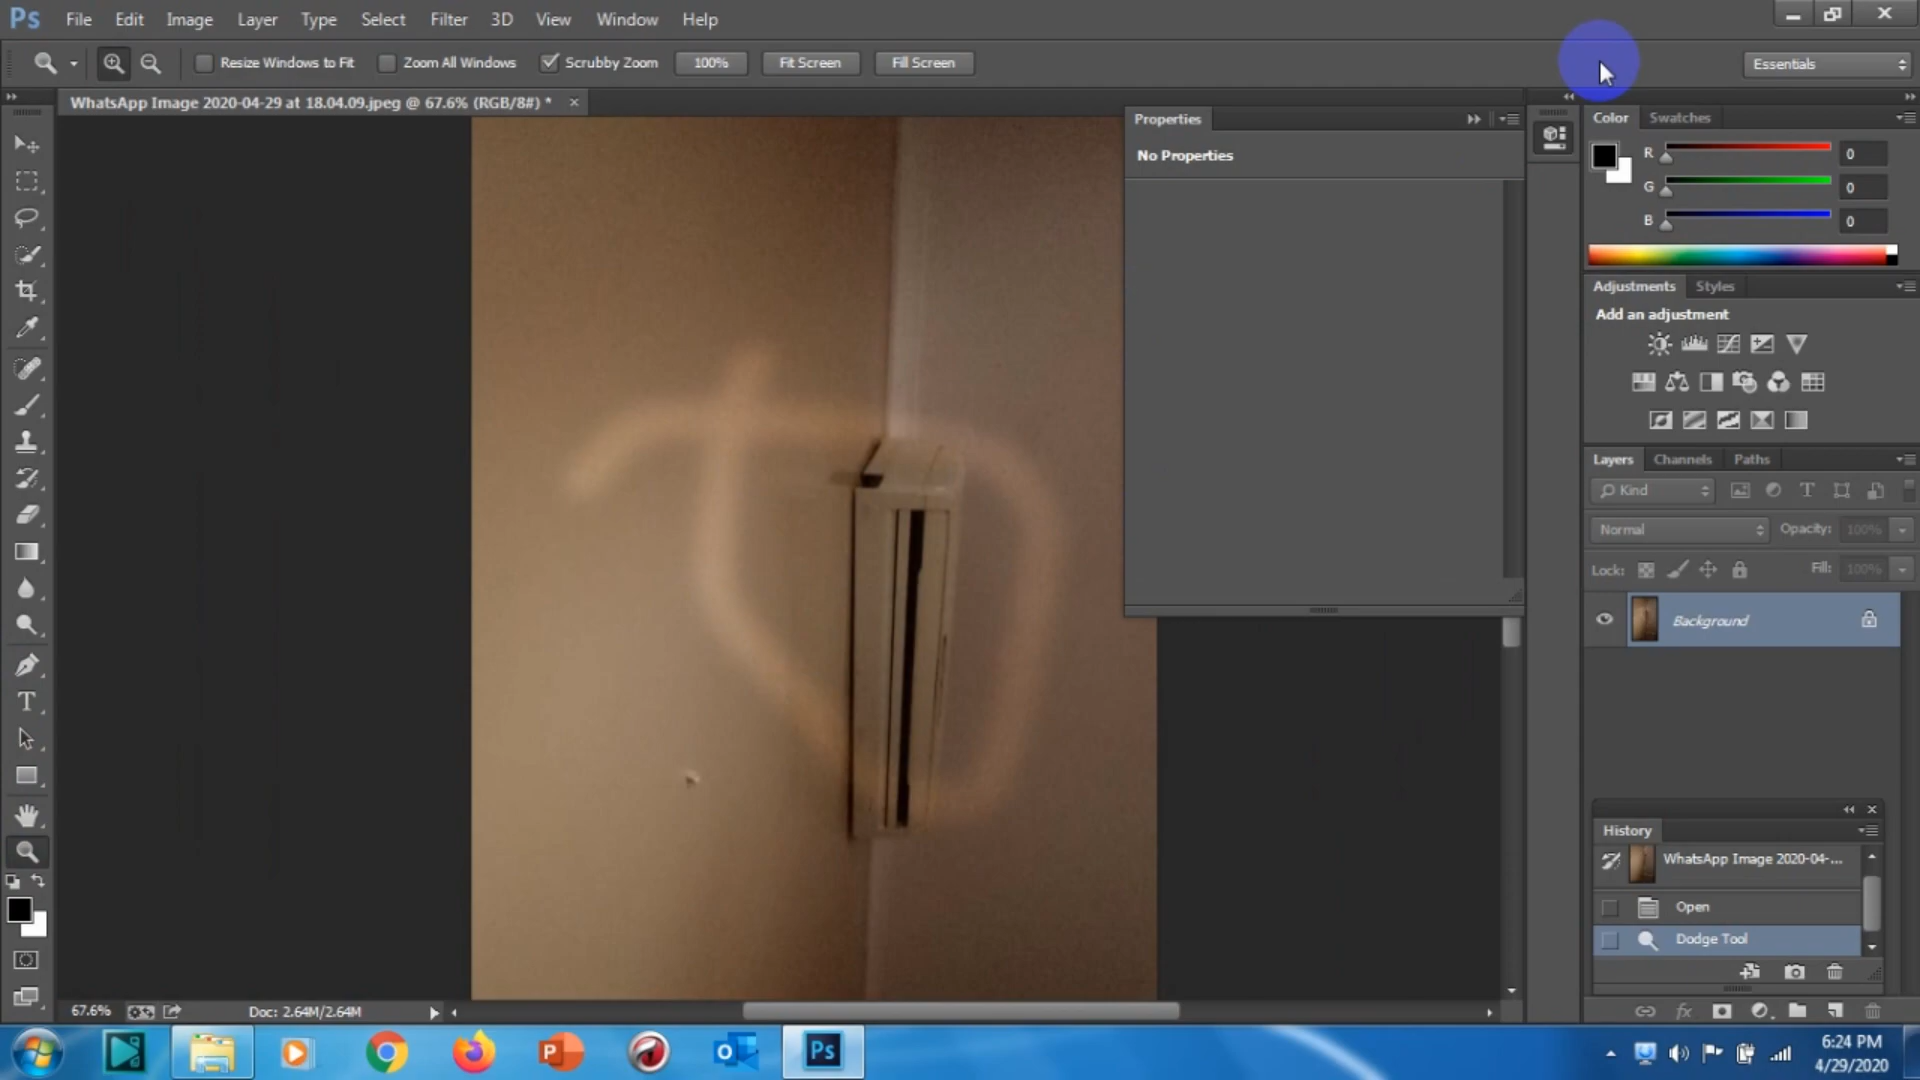 Ps File Edit Image Layer Type Select Filter 3D View Window Help
Resize Windows to Fit Zoom All Windows Scrubby Zoom 100% Fit Screen Fill Screen Essentials
WhatsApp Image 2020-04-29 at 18.04.09.jpeg @ 67.6% (RGB/8#) * ×
Properties
No Properties
Color Swatches
R 0
G 0
B 0
Adjustments Styles
Add an adjustment
Layers Channels Paths
Kind
Normal Opacity: 100%
Lock: Fill: 100%
Background
History
WhatsApp Image 2020-04-...
Open
Dodge Tool
67.6% Doc: 2.64M/2.64M
Ps
6:24 PM
4/29/2020